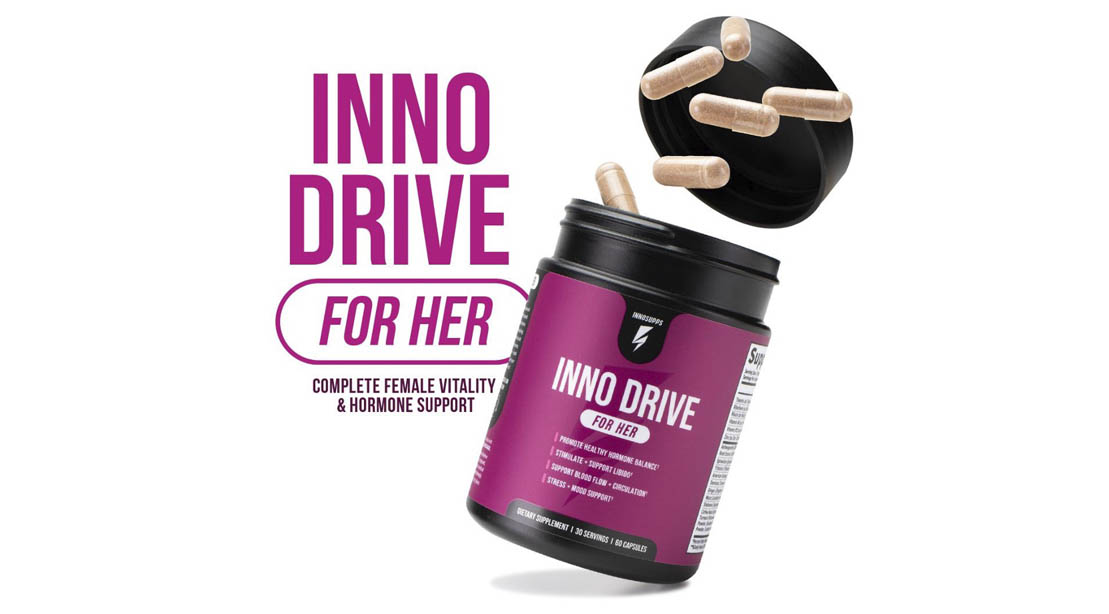 INNO
DRIVE
FOR HER
COMPLETE FEMALE VITALITY
& HORMONE SUPPORT
INNOSUPPS
INNO DRIVE
FOR HER
PROMOTE HEALTHY HORMONE BALANCE†
STIMULATE + SUPPORT LIBIDO†
SUPPORT BLOOD FLOW + CIRCULATION†
STRESS + MOOD SUPPORT†
DIETARY SUPPLEMENT | 30 SERVINGS | 60 CAPSULES